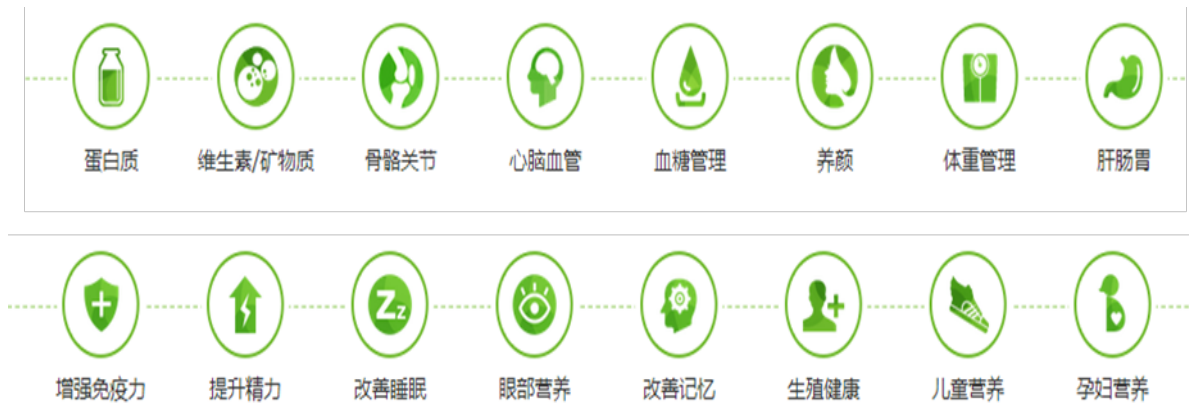 蛋白质
维生素/矿物质
骨骼关节
心脑血管
血糖管理
养颜
体重管理
肝肠胃
增强免疫力
提升精力
改善睡眠
眼部营养
改善记忆
生殖健康
儿童营养
孕妇营养